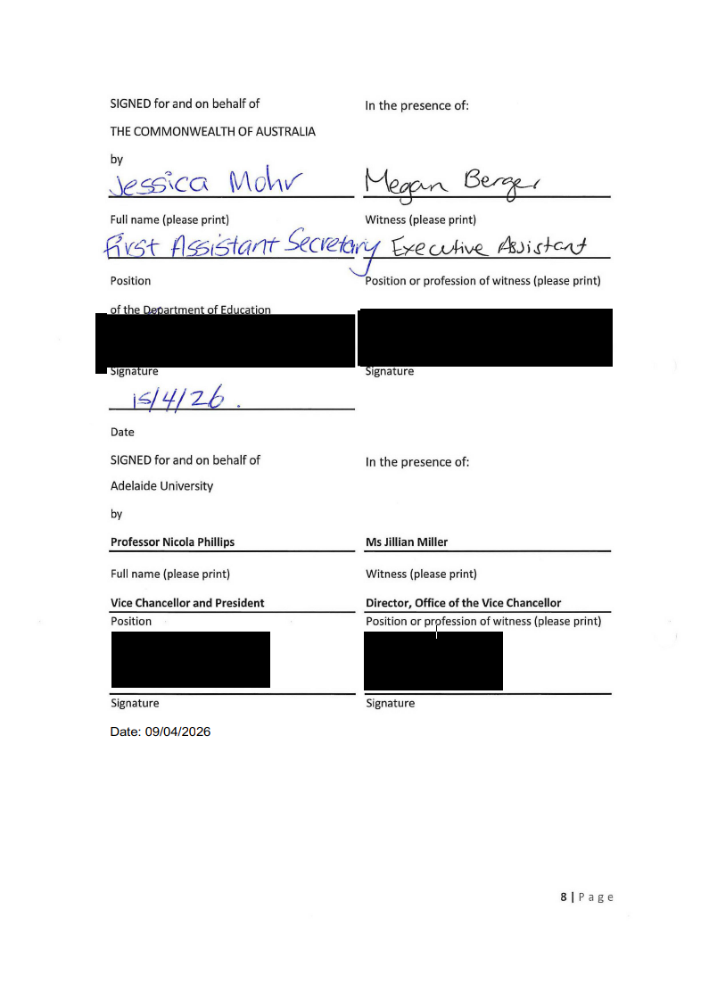 SIGNED for and on behalf of
In the presence of:
THE COMMONWEALTH OF AUSTRALIA
by
Jessica Mohr
Megan Berger
Full name (please print)
Witness (please print)
First Assistant Secretary
Executive Assistant
Position
Position or profession of witness (please print)
of the Department of Education
Signature
Signature
15/4/26.
Date
SIGNED for and on behalf of
In the presence of:
Adelaide University
by
Professor Nicola Phillips
Ms Jillian Miller
Full name (please print)
Witness (please print)
Vice Chancellor and President
Director, Office of the Vice Chancellor
Position
Position or profession of witness (please print)
Signature
Signature
Date: 09/04/2026
8 | Page